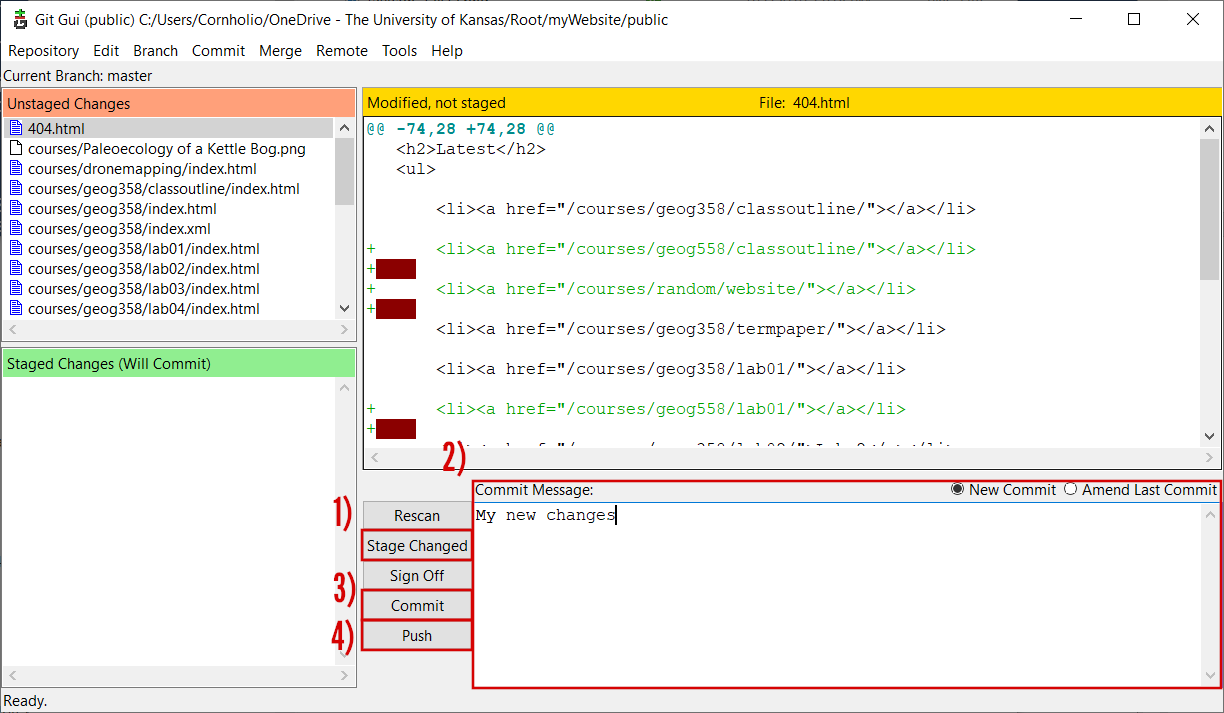 Git Gui (public) C:/Users/Cornholio/OneDrive - The University of Kansas/Root/myWebsite/public
Repository Edit Branch Commit Merge Remote Tools Help
Current Branch: master
Unstaged Changes
404.html
courses/Paleoecology of a Kettle Bog.png
courses/dronemapping/index.html
courses/geog358/classoutline/index.html
courses/geog358/index.html
courses/geog358/index.xml
courses/geog358/lab01/index.html
courses/geog358/lab02/index.html
courses/geog358/lab03/index.html
courses/geog358/lab04/index.html
Staged Changes (Will Commit)
Modified, not staged File: 404.html
@@ -74,28 +74,28 @@
<h2>Latest</h2>
<ul>
<li><a href="/courses/geog358/classoutline/"></a></li>
+ <li><a href="/courses/geog558/classoutline/"></a></li>
+
+ <li><a href="/courses/random/website/"></a></li>
+
<li><a href="/courses/geog358/termpaper/"></a></li>
<li><a href="/courses/geog358/lab01/"></a></li>
+ <li><a href="/courses/geog558/lab01/"></a></li>
+
2)
1)
Rescan
Stage Changed
Sign Off
3)
Commit
4)
Push
Commit Message: New Commit Amend Last Commit
My new changes
Ready.